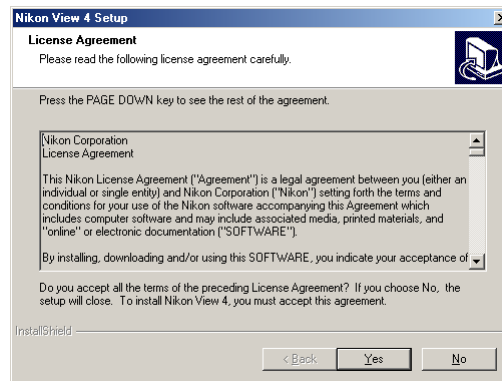 Nikon View 4 Setup
License Agreement
Please read the following license agreement carefully.
Press the PAGE DOWN key to see the rest of the agreement.
Nikon Corporation
License Agreement
This Nikon License Agreement ("Agreement") is a legal agreement between you (either an
individual or single entity) and Nikon Corporation ("Nikon") setting forth the terms and
conditions for your use of the Nikon software accompanying this Agreement which
includes computer software and may include associated media, printed materials, and
"online" or electronic documentation ("SOFTWARE").
By installing, downloading and/or using this SOFTWARE, you indicate your acceptance of
Do you accept all the terms of the preceding License Agreement? If you choose No, the
setup will close. To install Nikon View 4, you must accept this agreement.
InstallShield
< Back Yes No